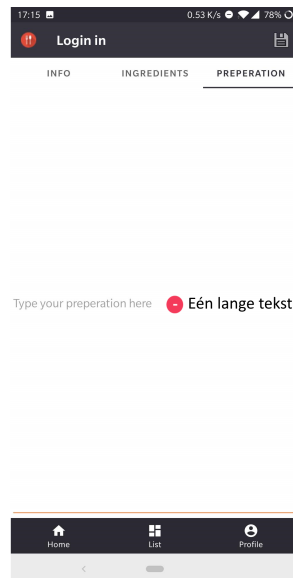 17:15 0.53 K/s 78%
Login in
INFO INGREDIENTS PREPERATION
Type your preperation here - Eén lange tekst
Home List Profile